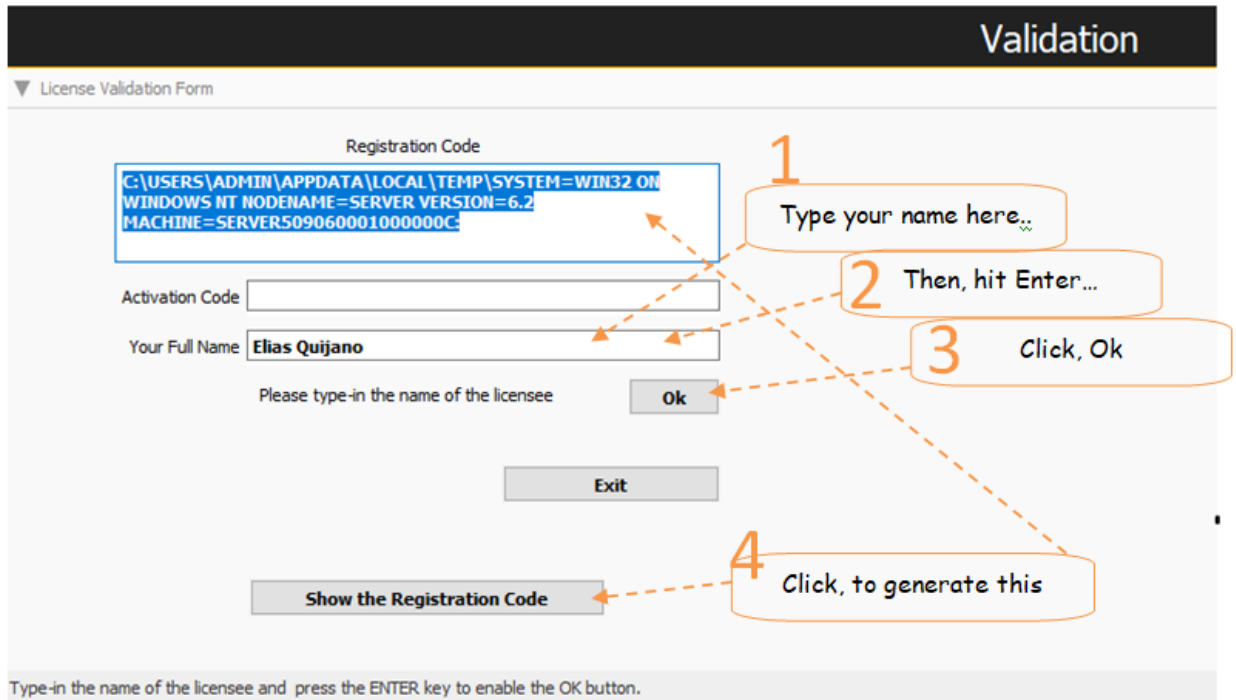 Validation
License Validation Form
Registration Code
C:\USERS\ADMIN\APPDATA\LOCAL\TEMP\SYSTEM=WIN32 ON
WINDOWS NT NODENAME=SERVER VERSION=6.2
MACHINE=SERVER509060001000000C:
1
Type your name here..
2
Then, hit Enter...
Activation Code
Your Full Name Elias Quijano
3
Click, Ok
Please type-in the name of the licensee
Ok
Exit
4
Click, to generate this
Show the Registration Code
Type-in the name of the licensee and press the ENTER key to enable the OK button.